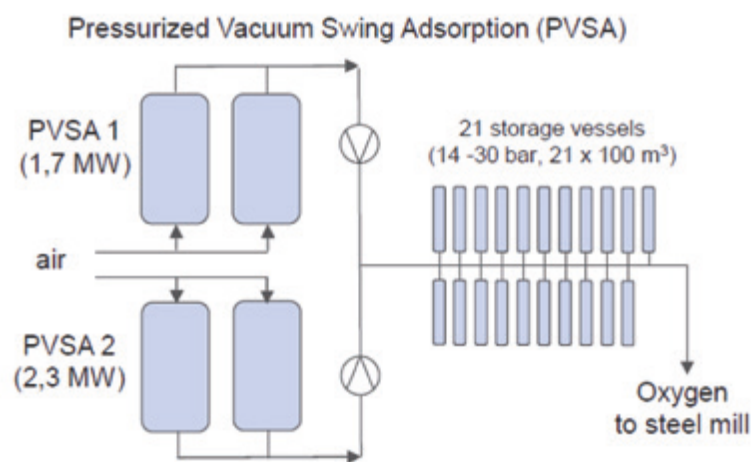 Pressurized Vacuum Swing Adsorption (PVSA)
PVSA 1
(1,7 MW)
21 storage vessels
(14 -30 bar, 21 x 100 m³)
air
PVSA 2
(2,3 MW)
Oxygen
to steel mill